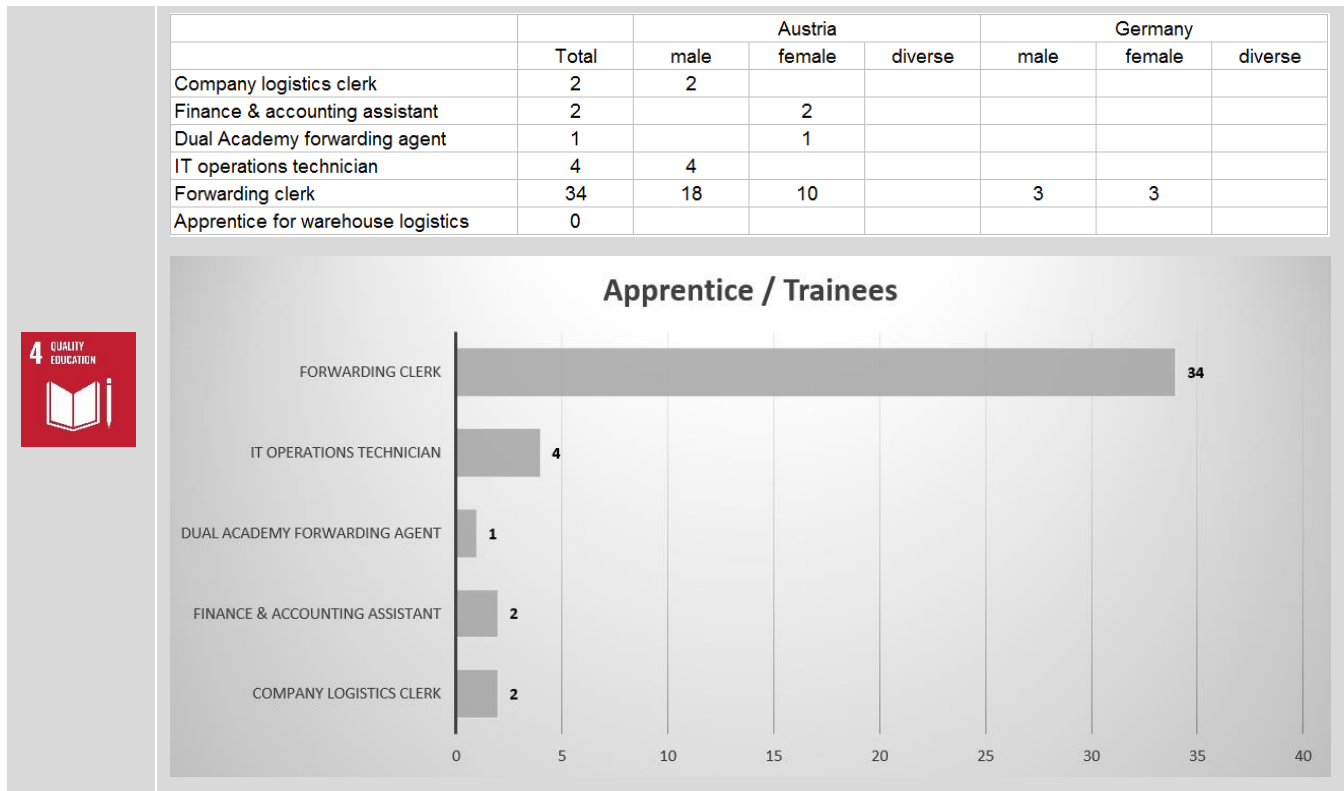 Austria Germany
Total male female diverse male female diverse
Company logistics clerk 2 2
Finance & accounting assistant 2 2
Dual Academy forwarding agent 1 1
IT operations technician 4 4
Forwarding clerk 34 18 10 3 3
Apprentice for warehouse logistics 0
4 QUALITY
EDUCATION
Apprentice / Trainees
FORWARDING CLERK 34
IT OPERATIONS TECHNICIAN 4
DUAL ACADEMY FORWARDING AGENT 1
FINANCE & ACCOUNTING ASSISTANT 2
COMPANY LOGISTICS CLERK 2
0 5 10 15 20 25 30 35 40